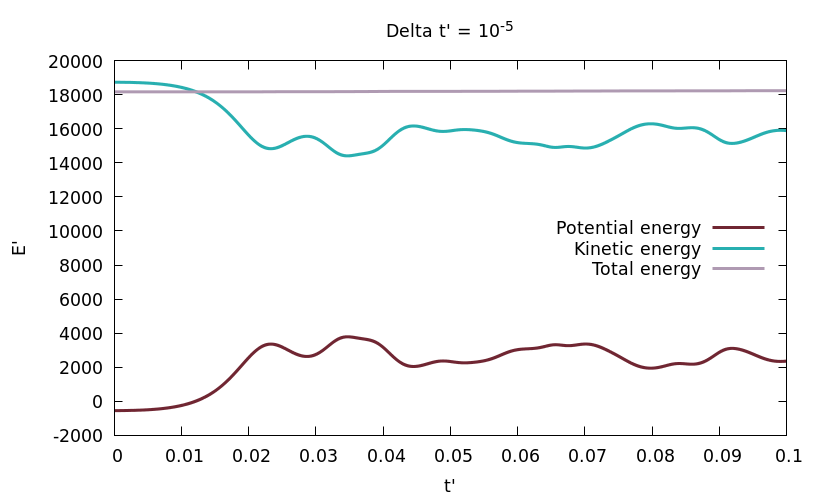 Delta t' = 10^-5
20000
18000
16000
14000
12000
10000
8000
6000
4000
2000
0
-2000
E'
Potential energy
Kinetic energy
Total energy
0 0.01 0.02 0.03 0.04 0.05 0.06 0.07 0.08 0.09 0.1
t'